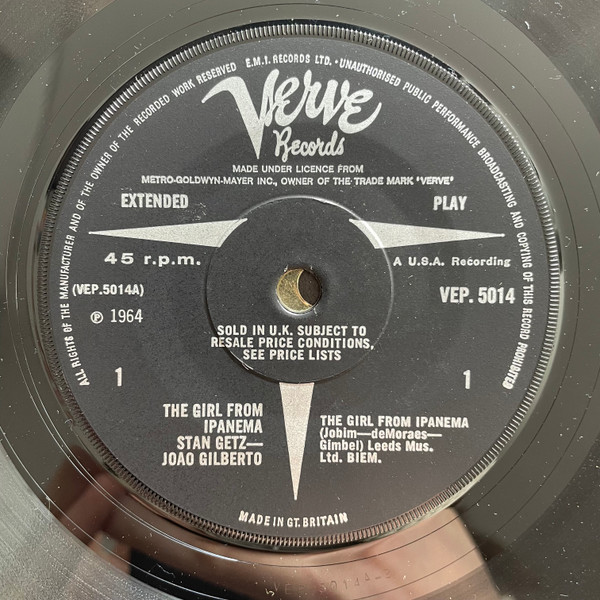 ALL RIGHTS OF THE MANUFACTURER AND OF THE OWNER OF THE RECORDED WORK RESERVED E.M.I. RECORDS LTD. · UNAUTHORISED PUBLIC PERFORMANCE BROADCASTING AND COPYING OF THIS RECORD PROHIBITED
Verve
Records
MADE UNDER LICENCE FROM
METRO-GOLDWYN-MAYER INC., OWNER OF THE TRADE MARK "VERVE"
EXTENDED PLAY
45 r.p.m. A U.S.A. Recording
(VEP.5014A) VEP. 5014
℗ 1964
SOLD IN U.K. SUBJECT TO
RESALE PRICE CONDITIONS,
SEE PRICE LISTS
1 1
THE GIRL FROM
IPANEMA
STAN GETZ—
JOAO GILBERTO
THE GIRL FROM IPANEMA
(Jobim—deMoraes—
Gimbel) Leeds Mus.
Ltd. BIEM.
MADE IN GT. BRITAIN